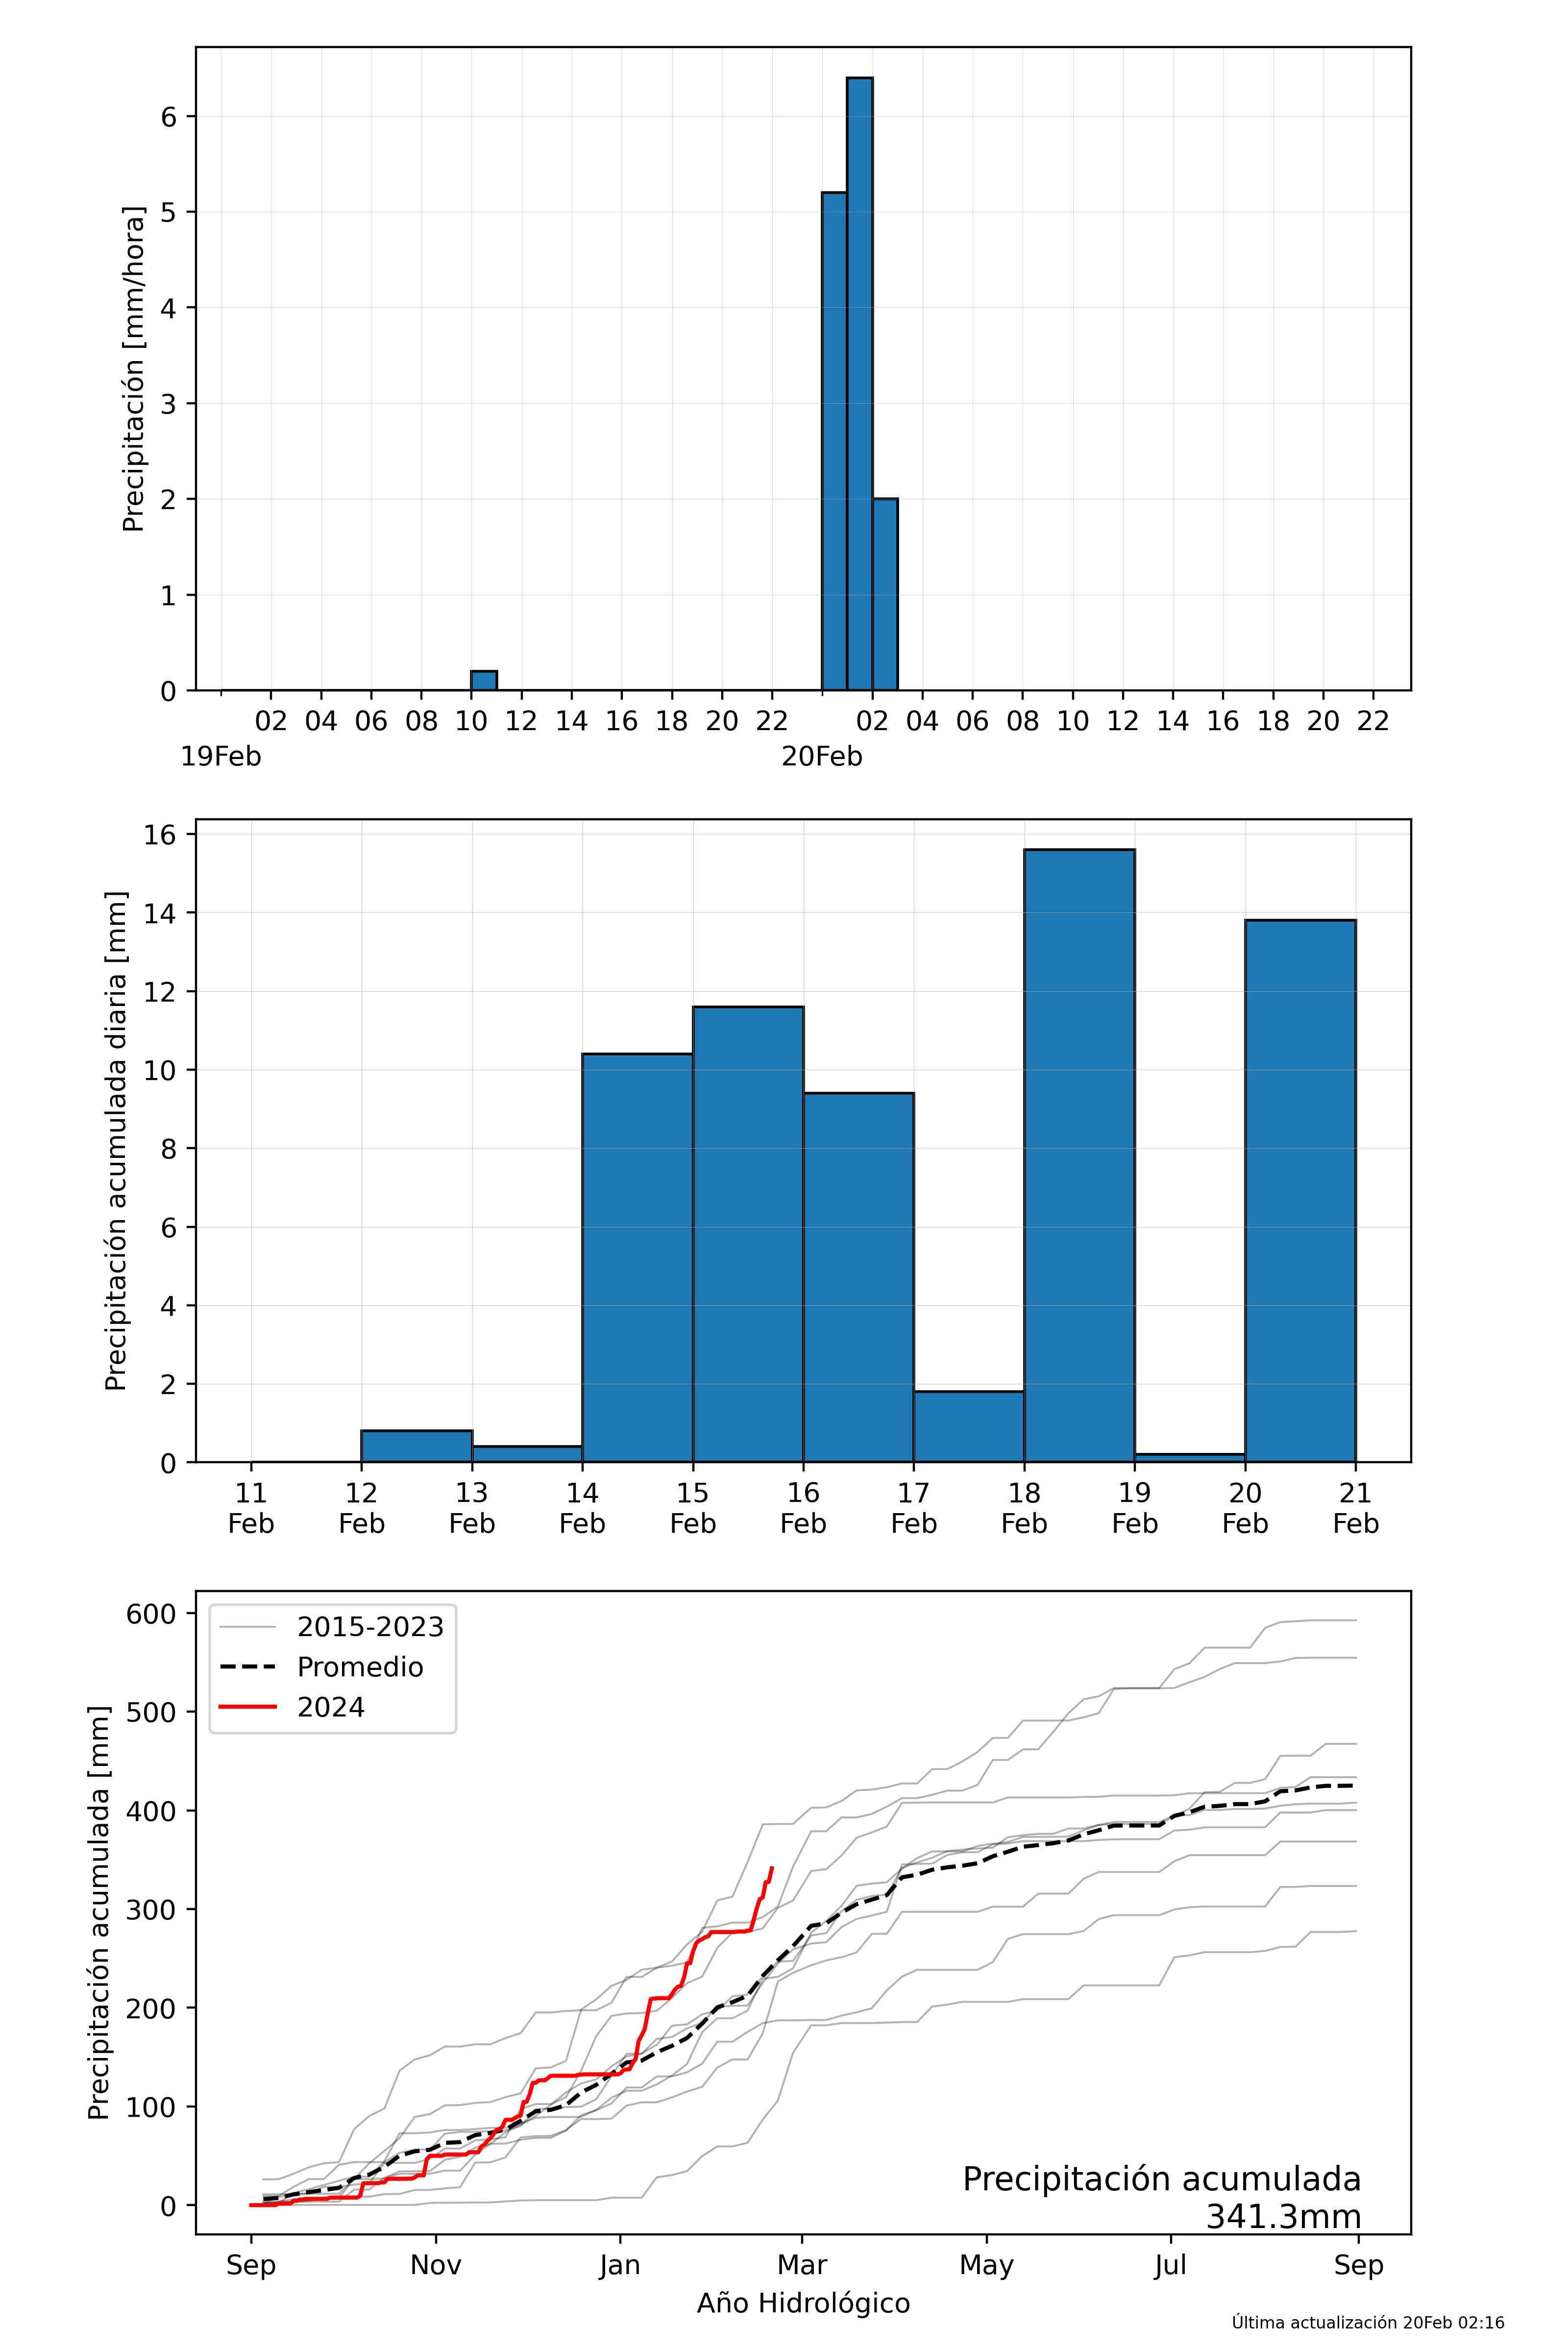 Precipitación [mm/hora]
6
5
4
3
2
1
0
02 04 06 08 10 12 14 16 18 20 22 02 04 06 08 10 12 14 16 18 20 22
19Feb 20Feb
Precipitación acumulada diaria [mm]
16
14
12
10
8
6
4
2
0
11 12 13 14 15 16 17 18 19 20 21
Feb Feb Feb Feb Feb Feb Feb Feb Feb Feb Feb
Precipitación acumulada [mm]
600
500
400
300
200
100
0
2015-2023
Promedio
2024
Precipitación acumulada
341.3mm
Sep Nov Jan Mar May Jul Sep
Año Hidrológico
Última actualización 20Feb 02:16